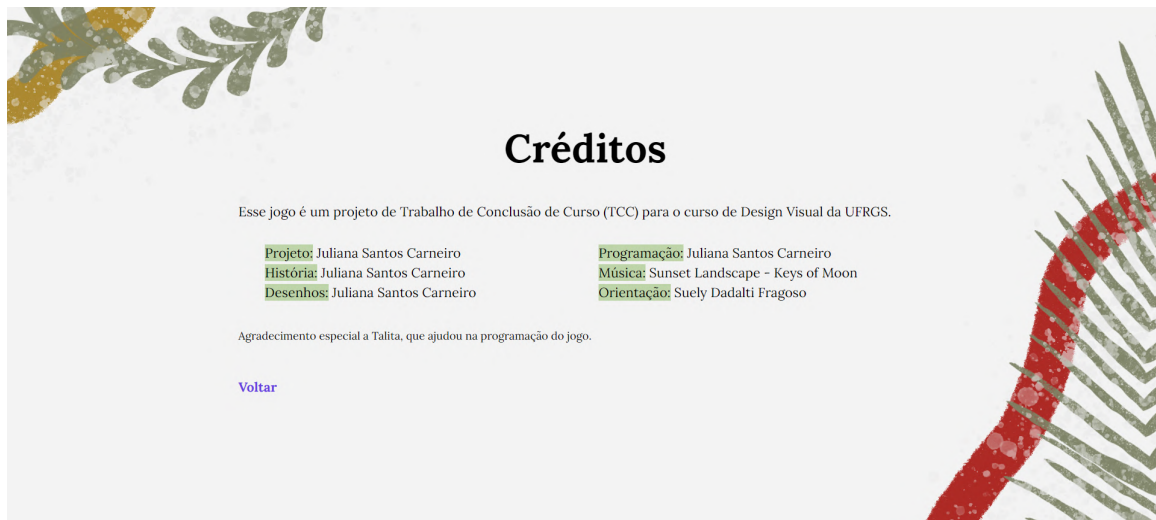 Créditos
Esse jogo é um projeto de Trabalho de Conclusão de Curso (TCC) para o curso de Design Visual da UFRGS.
Projeto: Juliana Santos Carneiro
História: Juliana Santos Carneiro
Desenhos: Juliana Santos Carneiro
Programação: Juliana Santos Carneiro
Música: Sunset Landscape - Keys of Moon
Orientação: Suely Dadalti Fragoso
Agradecimento especial a Talita, que ajudou na programação do jogo.
Voltar